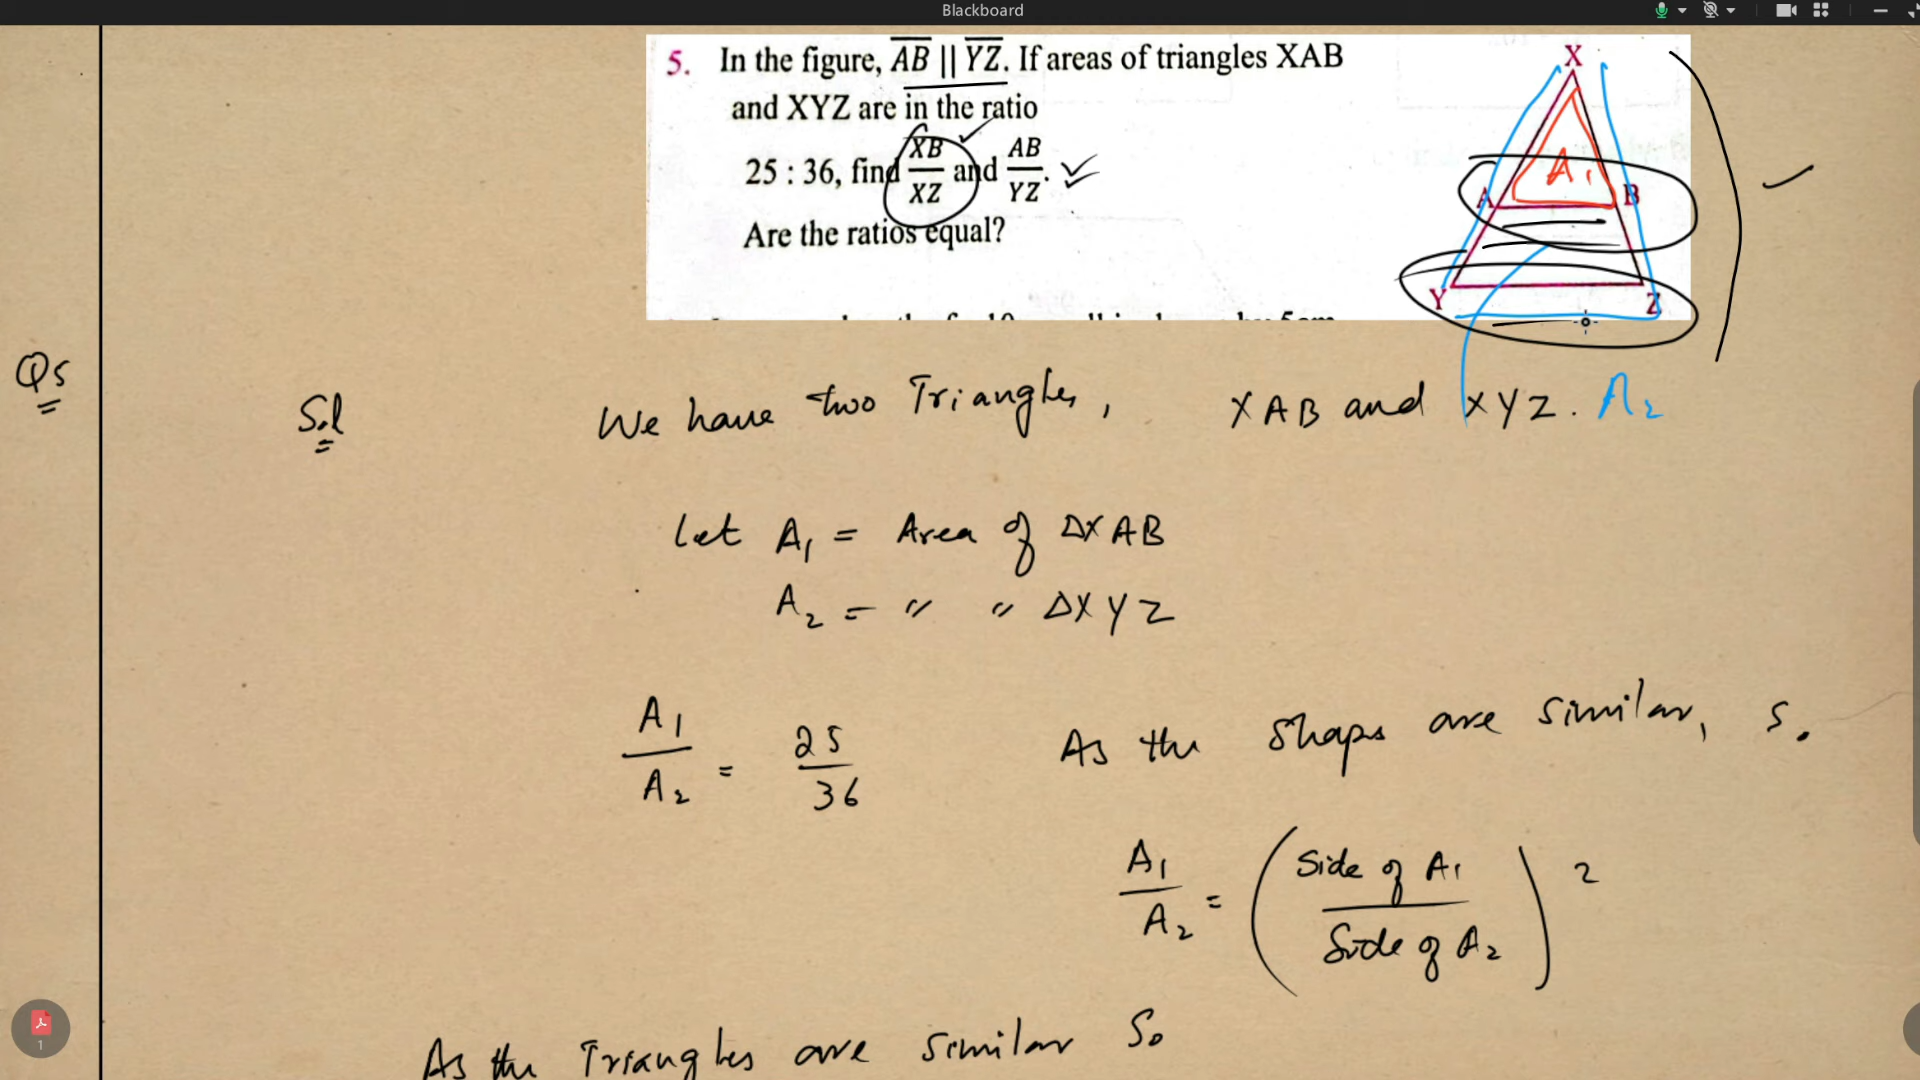 Blackboard
5. In the figure, AB || YZ. If areas of triangles XAB
and XYZ are in the ratio
25 : 36, find XB/XZ and AB/YZ.
Are the ratios equal?
X
A1
A B
Y Z
Q5
Sol We have two Triangles, XAB and XYZ. A2
Let A1 = Area of ΔXAB
A2 =〃 〃 ΔXYZ
A1/A2 = 25/36 As the shaps are similar, So
A1/A2 = (Side of A1 / Side of A2)²
As the Triangles are similar So
1